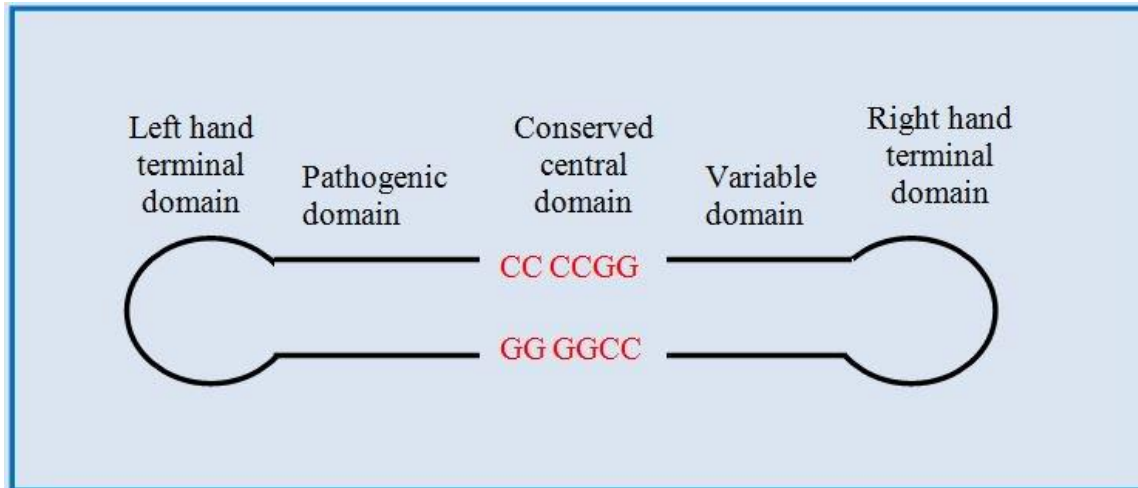 Left hand
terminal
domain
Pathogenic
domain
Conserved
central
domain
Variable
domain
Right hand
terminal
domain
CC CCGG
GG GGCC